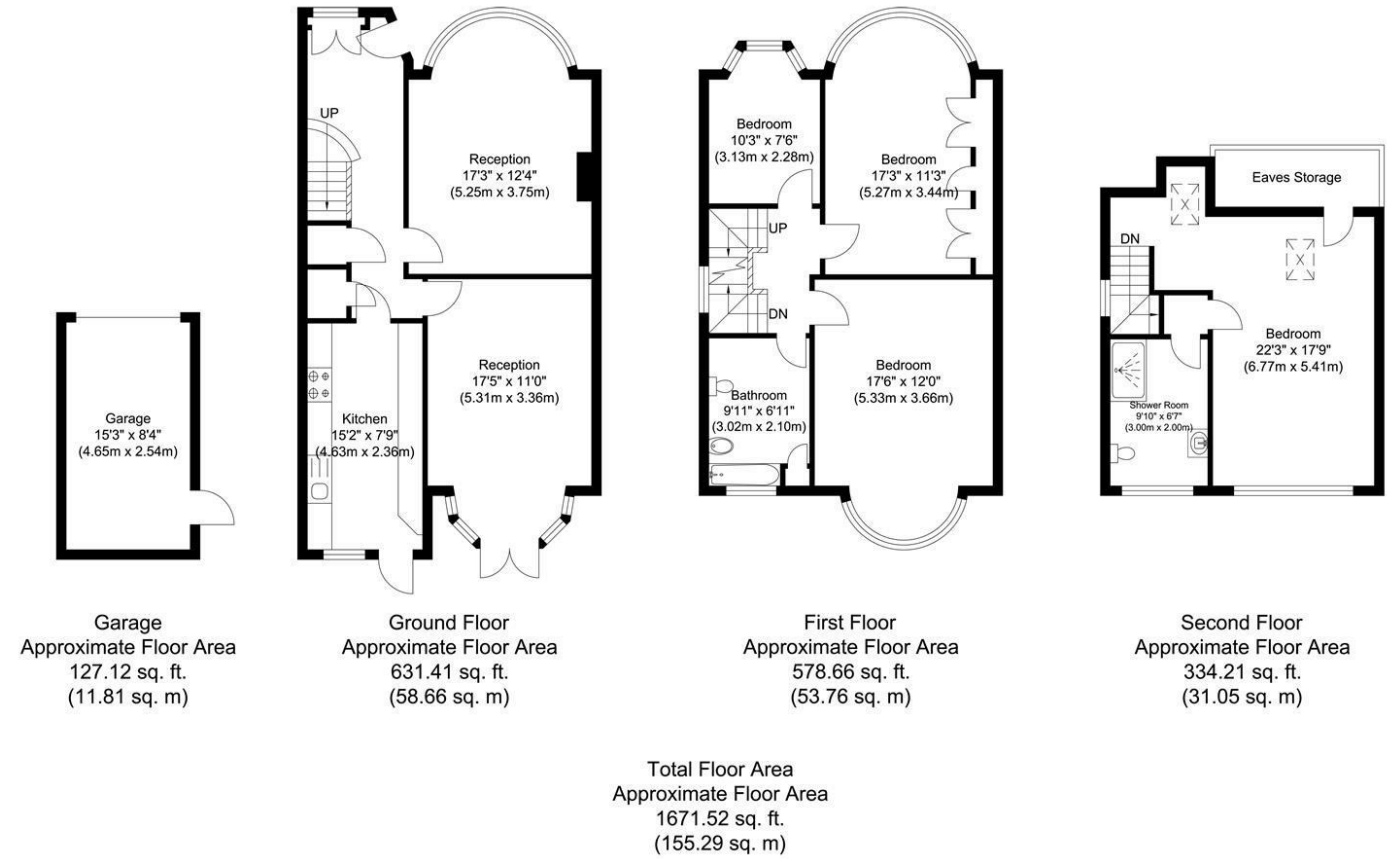 Garage
15'3" x 8'4"
(4.65m x 2.54m)
Garage
Approximate Floor Area
127.12 sq. ft.
(11.81 sq. m)
UP
Reception
17'3" x 12'4"
(5.25m x 3.75m)
Reception
17'5" x 11'0"
(5.31m x 3.36m)
Kitchen
15'2" x 7'9"
(4.63m x 2.36m)
Ground Floor
Approximate Floor Area
631.41 sq. ft.
(58.66 sq. m)
Bedroom
10'3" x 7'6"
(3.13m x 2.28m)
Bedroom
17'3" x 11'3"
(5.27m x 3.44m)
UP
DN
Bedroom
17'6" x 12'0"
(5.33m x 3.66m)
Bathroom
9'11" x 6'11"
(3.02m x 2.10m)
First Floor
Approximate Floor Area
578.66 sq. ft.
(53.76 sq. m)
Eaves Storage
DN
Bedroom
22'3" x 17'9"
(6.77m x 5.41m)
Shower Room
9'10" x 6'7"
(3.00m x 2.00m)
Second Floor
Approximate Floor Area
334.21 sq. ft.
(31.05 sq. m)
Total Floor Area
Approximate Floor Area
1671.52 sq. ft.
(155.29 sq. m)